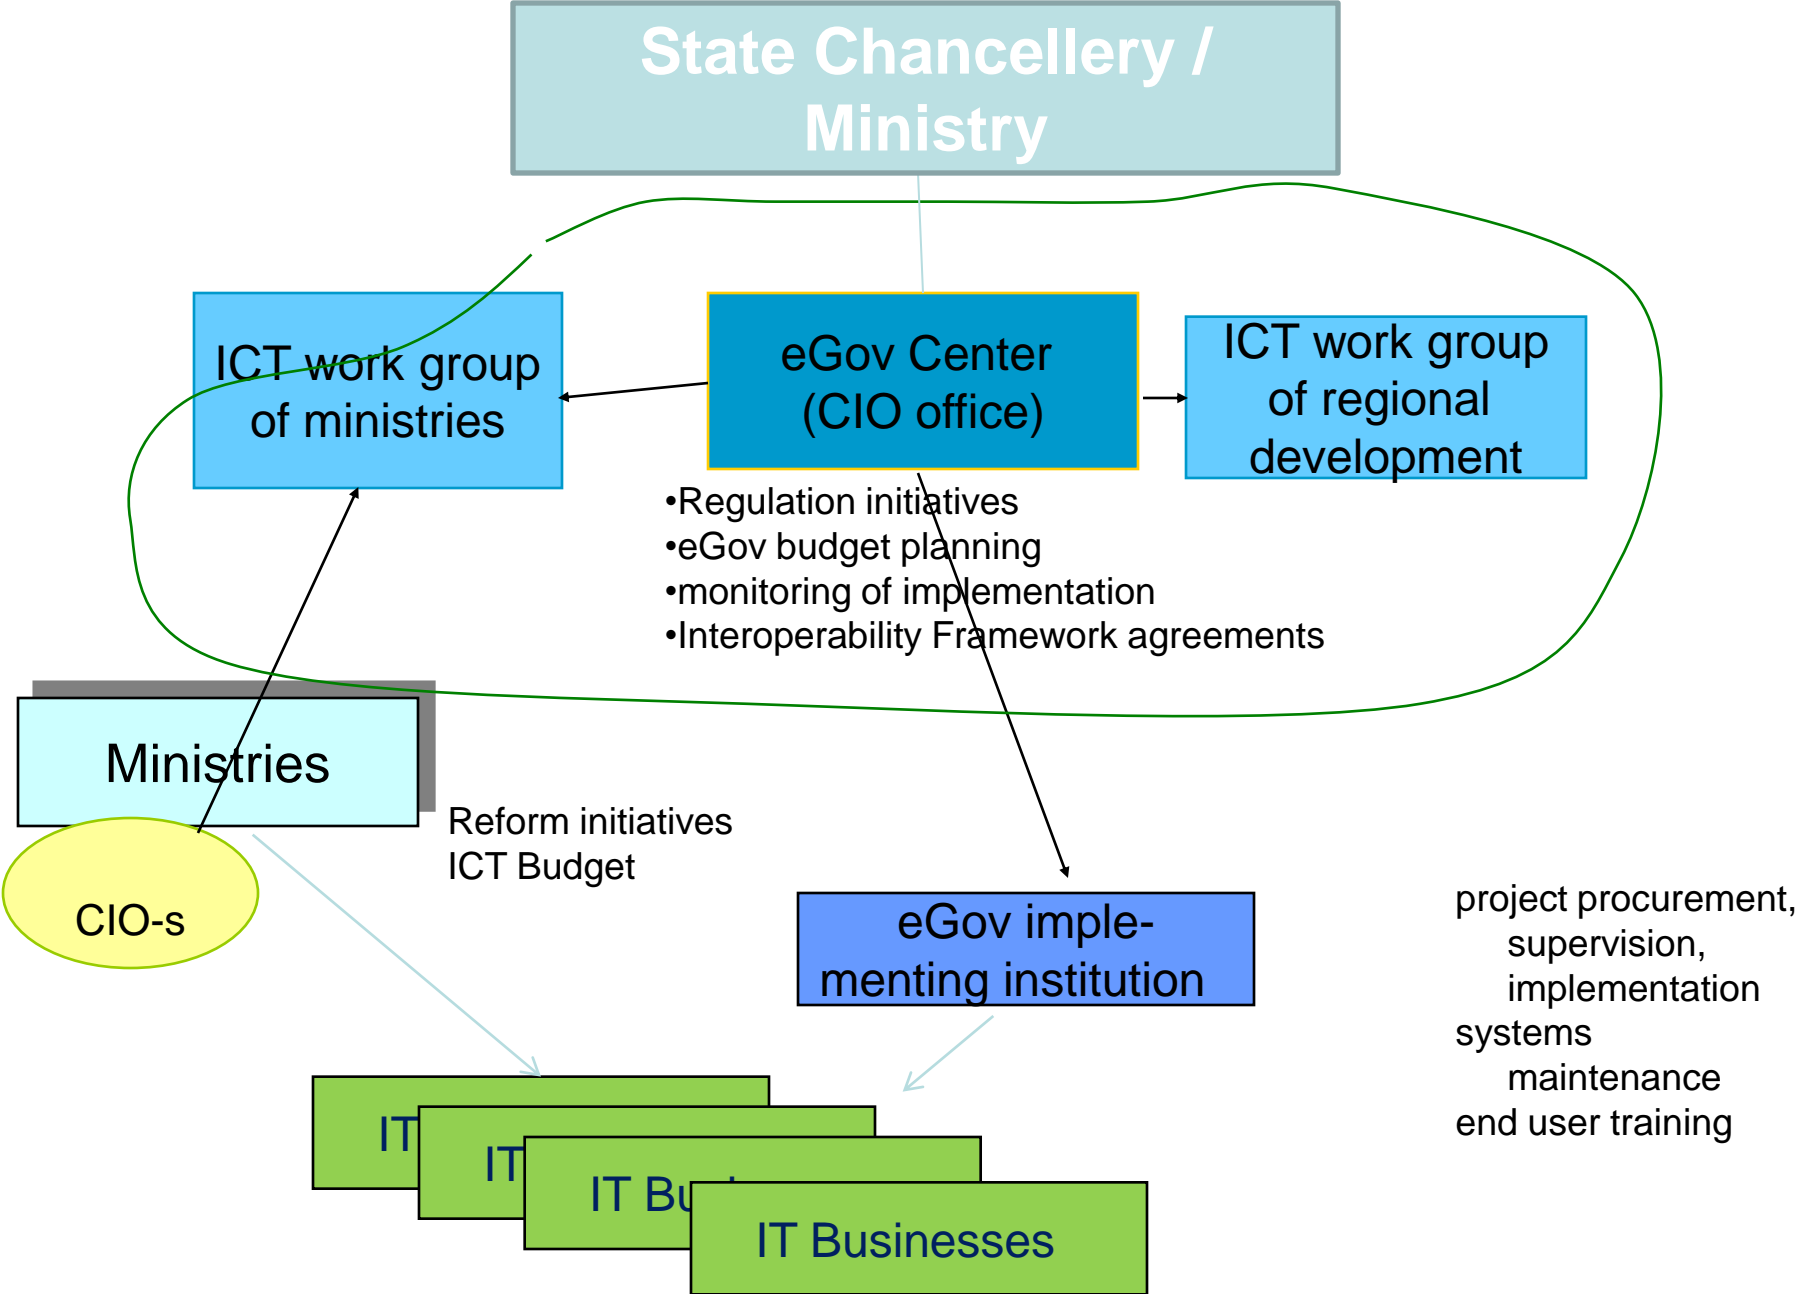 State Chancellery /
Ministry
ICT work group
of ministries
eGov Center
(CIO office)
ICT work group
of regional
development
•Regulation initiatives
•eGov budget planning
•monitoring of implementation
•Interoperability Framework agreements
Ministries
CIO-s
Reform initiatives
ICT Budget
eGov imple-
menting institution
project procurement,
supervision,
implementation
systems
maintenance
end user training
IT
IT
IT
IT Businesses